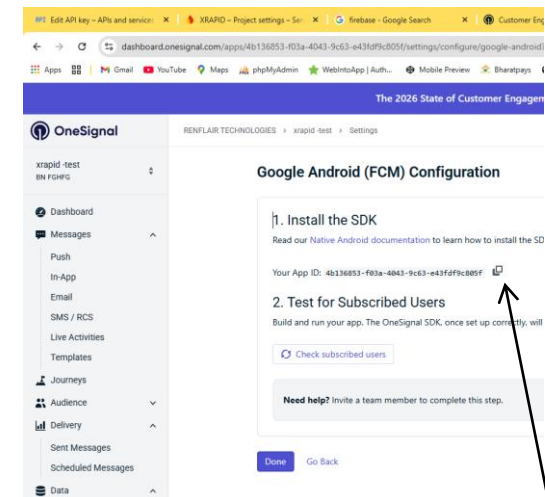 Edit API key – APIs and services
XRAPID – Project settings – Ser
firebase - Google Search
Customer Eng
dashboard.onesignal.com/apps/4b136853-f03a-4043-9c63-e43fdf9c805f/settings/configure/google-android
Apps
Gmail
YouTube
Maps
phpMyAdmin
WebIntoApp | Auth...
Mobile Preview
Bharatpays
The 2026 State of Customer Engagem
OneSignal
RENFLAIR TECHNOLOGIES > xrapid -test > Settings
xrapid -test
BN FGHFG
Google Android (FCM) Configuration
Dashboard
Messages
Push
In-App
Email
SMS / RCS
Live Activities
Templates
Journeys
Audience
Delivery
Sent Messages
Scheduled Messages
Data
1. Install the SDK
Read our Native Android documentation to learn how to install the SD
Your App ID: 4b136853-f03a-4043-9c63-e43fdf9c805f
2. Test for Subscribed Users
Build and run your app. The OneSignal SDK, once set up correctly, will
Check subscribed users
Need help? Invite a team member to complete this step.
Done
Go Back